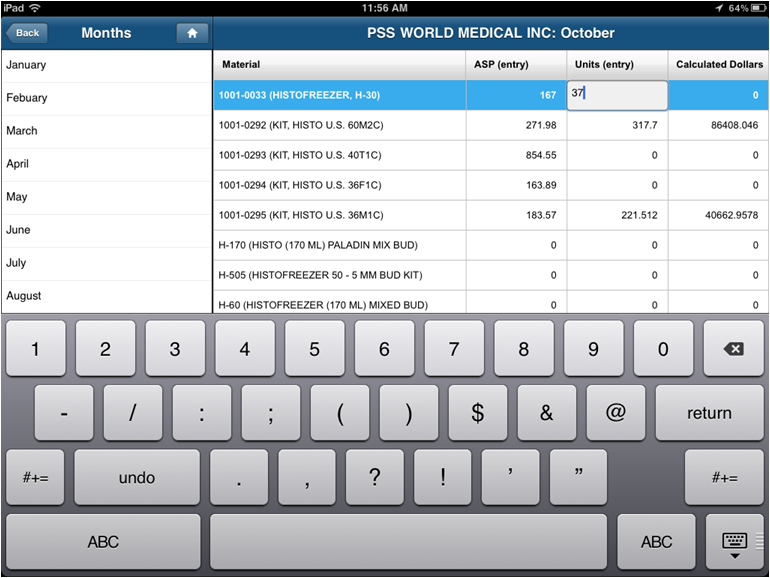 iPad 11:56 AM 64%
Back Months PSS WORLD MEDICAL INC: October
January
Febuary
March
April
May
June
July
August
Material ASP (entry) Units (entry) Calculated Dollars
1001-0033 (HISTOFREEZER, H-30) 167 37 0
1001-0292 (KIT, HISTO U.S. 60M2C) 271.98 317.7 86408.046
1001-0293 (KIT, HISTO U.S. 40T1C) 854.55 0 0
1001-0294 (KIT, HISTO U.S. 36F1C) 163.89 0 0
1001-0295 (KIT, HISTO U.S. 36M1C) 183.57 221.512 40662.9578
H-170 (HISTO (170 ML) PALADIN MIX BUD) 0 0 0
H-505 (HISTOFREEZER 50 - 5 MM BUD KIT) 0 0 0
H-60 (HISTOFREEZER (170 ML) MIXED BUD) 0 0 0
1 2 3 4 5 6 7 8 9 0
- / : ; ( ) $ & @ return
#+= undo . , ? ! ’ ” #+=
ABC ABC